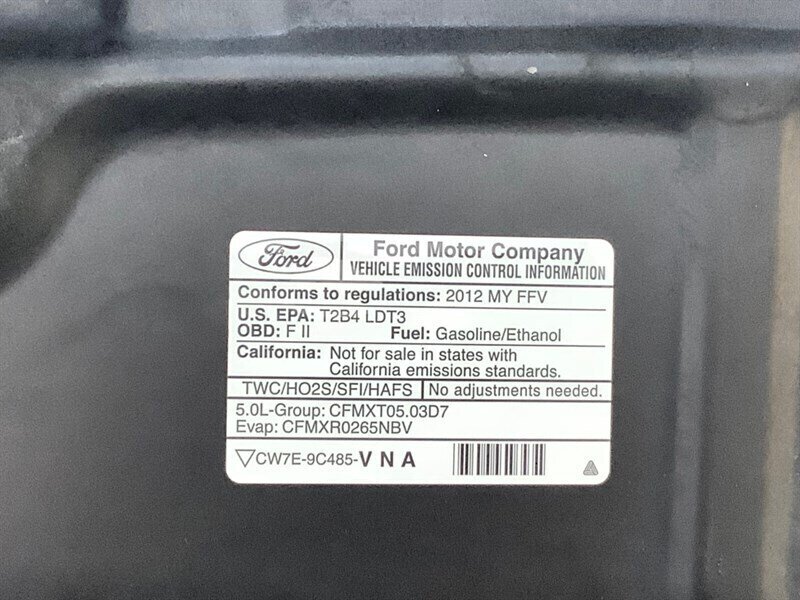 Ford
Ford Motor Company
VEHICLE EMISSION CONTROL INFORMATION
Conforms to regulations: 2012 MY FFV
U.S. EPA: T2B4 LDT3
OBD: F II Fuel: Gasoline/Ethanol
California: Not for sale in states with
California emissions standards.
TWC/HO2S/SFI/HAFS No adjustments needed.
5.0L-Group: CFMXT05.03D7
Evap: CFMXR0265NBV
▽CW7E-9C485-V N A